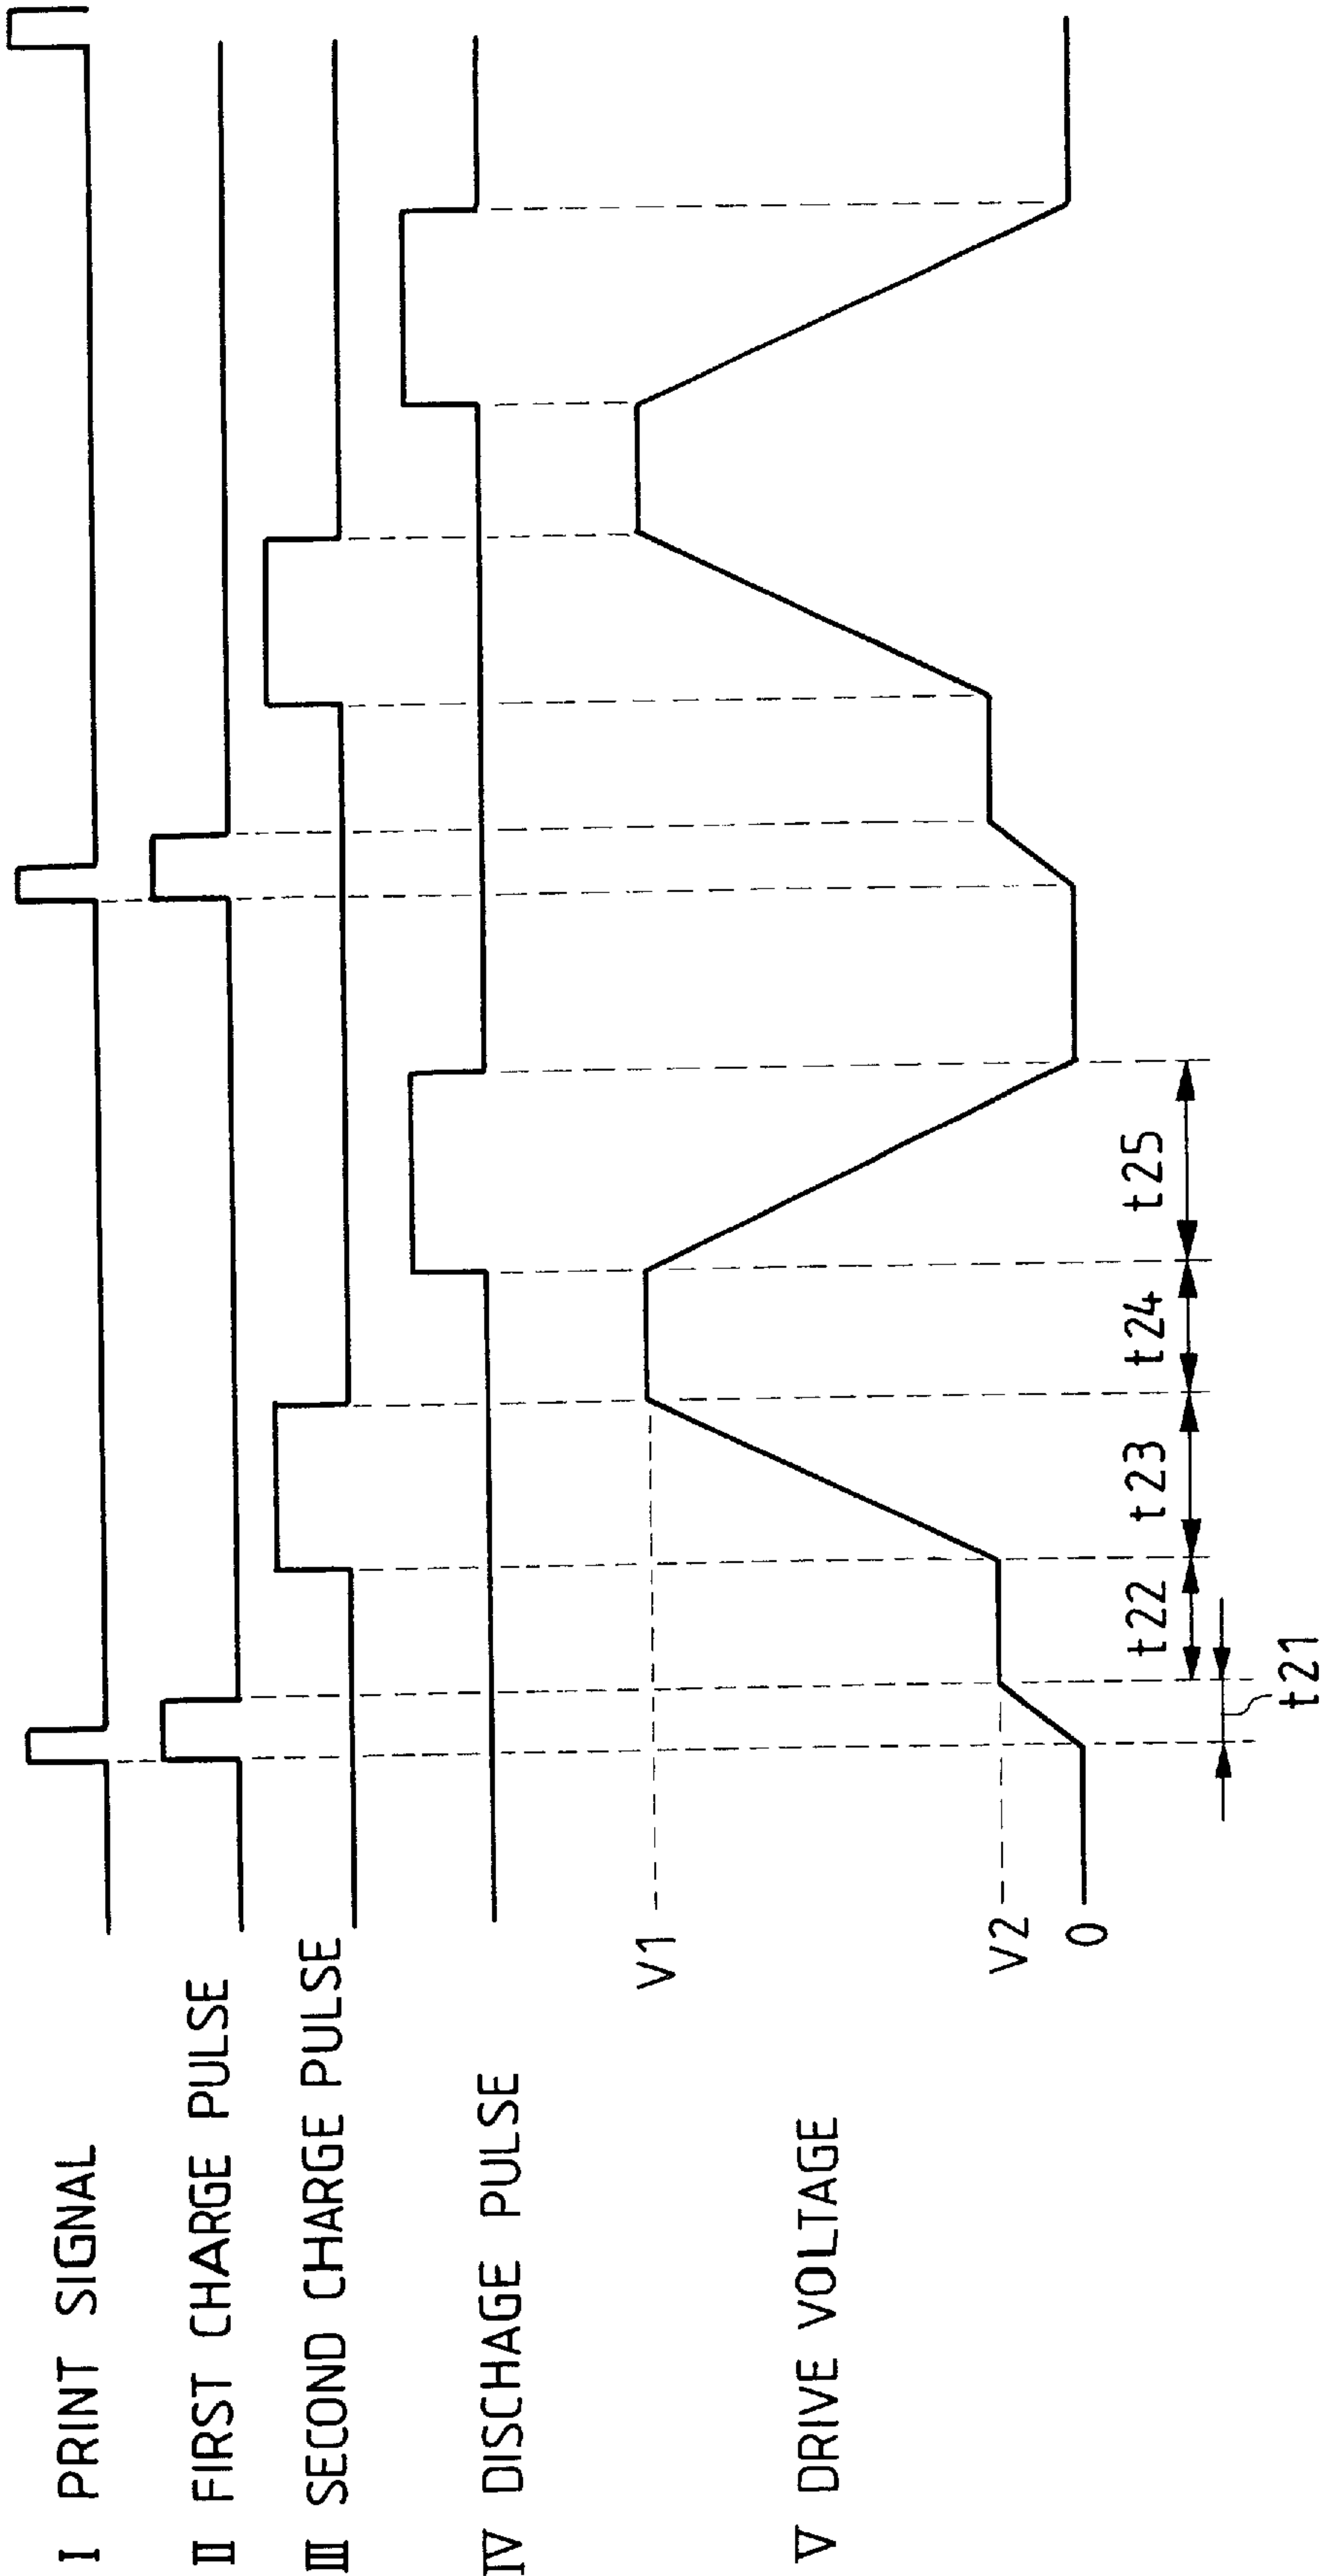 I PRINT SIGNAL
II FIRST CHARGE PULSE
III SECOND CHARGE PULSE
IV DISCHAGE PULSE
V1
V2
0
V DRIVE VOLTAGE
t21
t22
t23
t24
t25